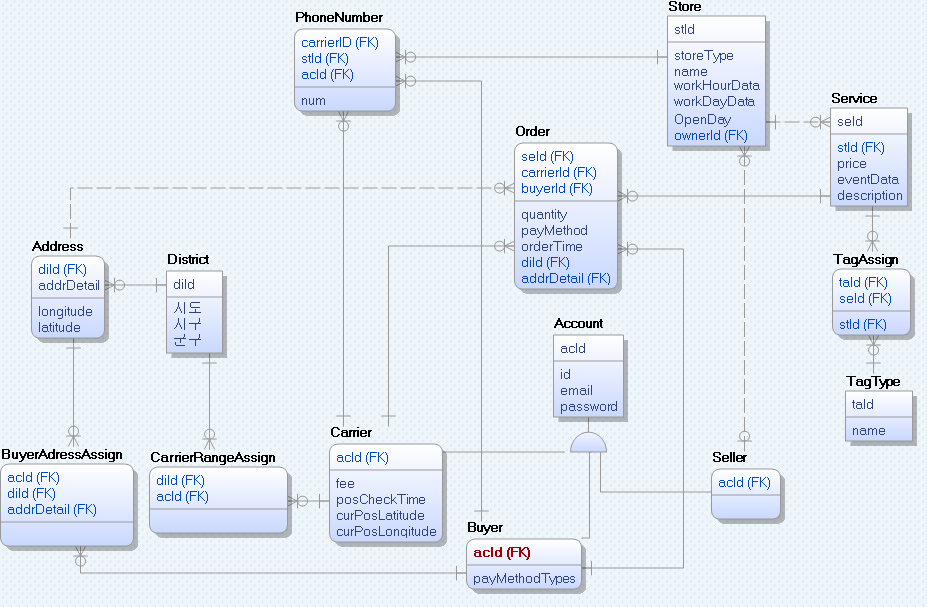 PhoneNumber
carrierID (FK)
stId (FK)
acId (FK)
num
Store
stId
storeType
name
workHourData
workDayData
OpenDay
ownerId (FK)
Service
seId
stId (FK)
price
eventData
description
Order
seId (FK)
carrierId (FK)
buyerId (FK)
quantity
payMethod
orderTime
diId (FK)
addrDetail (FK)
Address
diId (FK)
addrDetail
longitude
latitude
District
diId
시도
시구
군구
TagAssign
taId (FK)
seId (FK)
stId (FK)
Account
acId
id
email
password
TagType
taId
name
BuyerAdressAssign
acId (FK)
diId (FK)
addrDetail (FK)
CarrierRangeAssign
diId (FK)
acId (FK)
Carrier
acId (FK)
fee
posCheckTime
curPosLatitude
curPosLongitude
Seller
acId (FK)
Buyer
acId (FK)
payMethodTypes